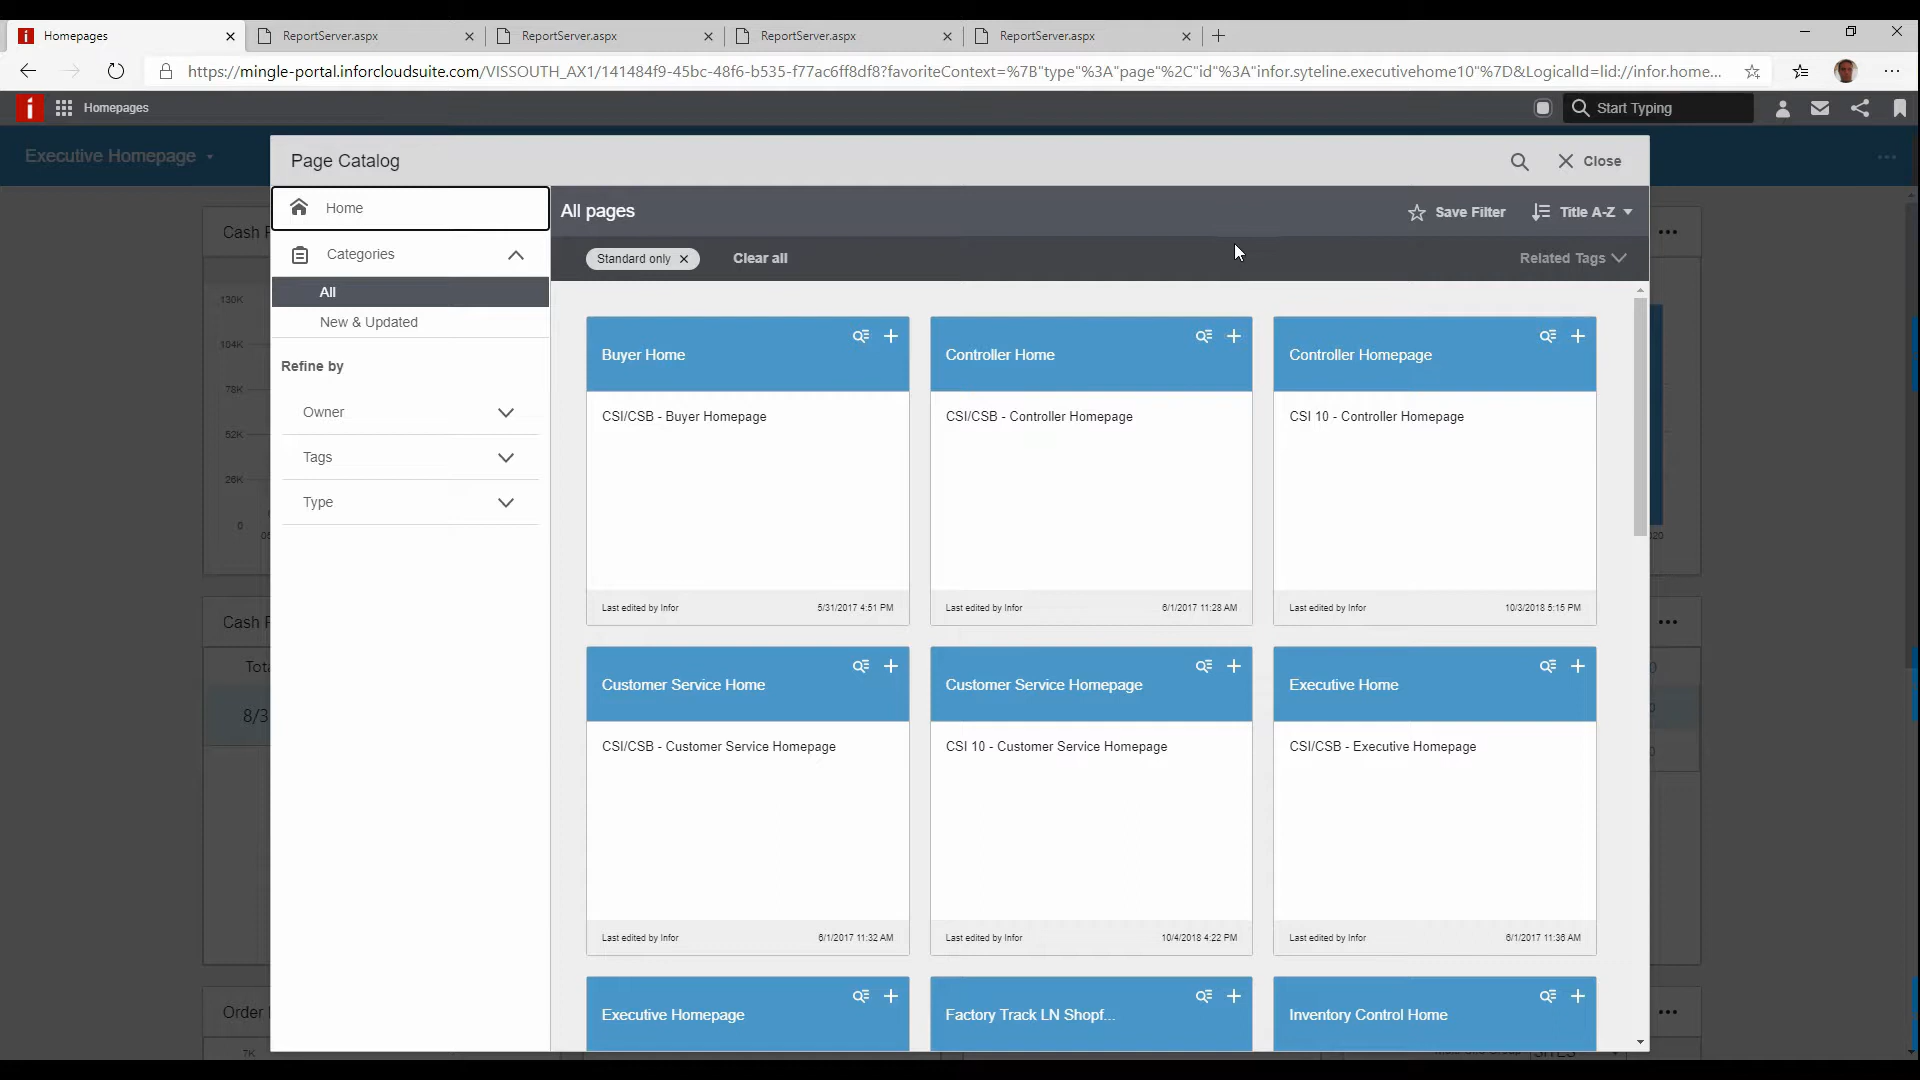 Homepages
ReportServer.aspx
ReportServer.aspx
ReportServer.aspx
ReportServer.aspx
https://mingle-portal.inforcloudsuite.com/VISSOUTH_AX1/141484f9-45bc-48f6-b535-f77ac6ff8df8?favoriteContext=%7B"type"%3A"page"%2C"id"%3A"infor.syteline.executivehome10"%7D&LogicalId=lid://infor.home...
Homepages
Start Typing
Executive Homepage
Page Catalog
Close
Home
Categories
All
New & Updated
Refine by
Owner
Tags
Type
All pages
Save Filter
Title A-Z
Standard only
Clear all
Related Tags
Buyer Home
CSI/CSB - Buyer Homepage
Last edited by Infor
5/31/2017 4:51 PM
Controller Home
CSI/CSB - Controller Homepage
Last edited by Infor
6/1/2017 11:28 AM
Controller Homepage
CSI 10 - Controller Homepage
Last edited by Infor
10/3/2018 5:15 PM
Customer Service Home
CSI/CSB - Customer Service Homepage
Last edited by Infor
6/1/2017 11:32 AM
Customer Service Homepage
CSI 10 - Customer Service Homepage
Last edited by Infor
10/4/2018 4:22 PM
Executive Home
CSI/CSB - Executive Homepage
Last edited by Infor
6/1/2017 11:36 AM
Executive Homepage
Factory Track LN Shopf...
Inventory Control Home
Cash
130K
104K
78K
52K
26K
0
Cash
8/3
Order
7K